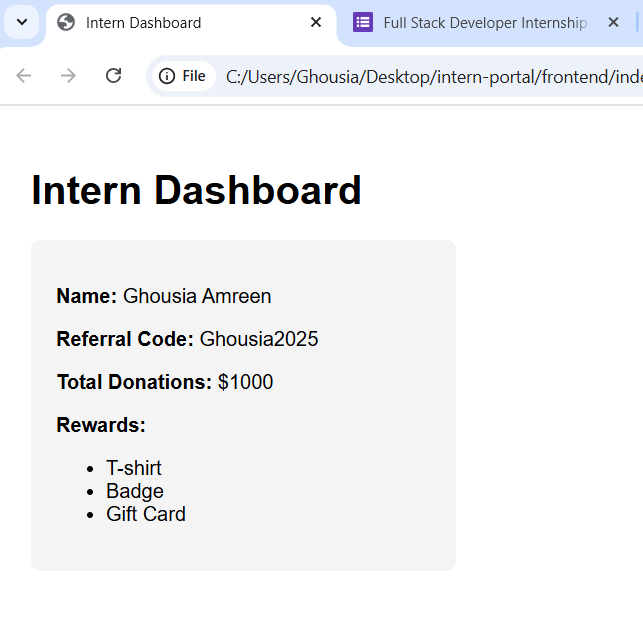 Intern Dashboard
Full Stack Developer Internship
File
C:/Users/Ghousia/Desktop/intern-portal/frontend/inde
Intern Dashboard
Name: Ghousia Amreen
Referral Code: Ghousia2025
Total Donations: $1000
Rewards:
• T-shirt
• Badge
• Gift Card